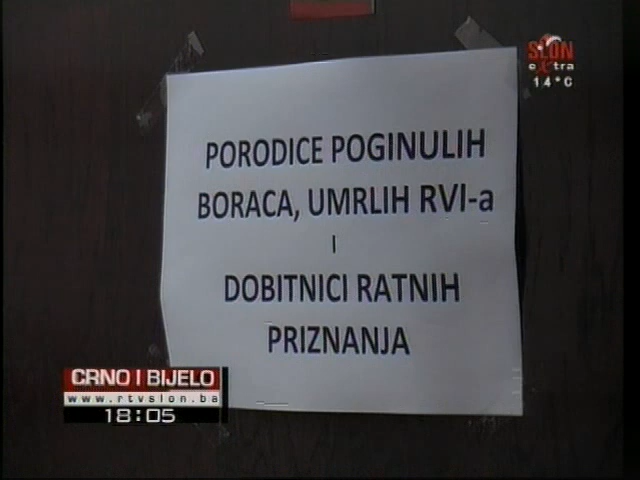 SLON
extra
14°C
PORODICE POGINULIH
BORACA, UMRLIH RVI-a
I
DOBITNICI RATNIH
PRIZNANJA
CRNO I BIJELO
www.rtvslon.ba
18:05